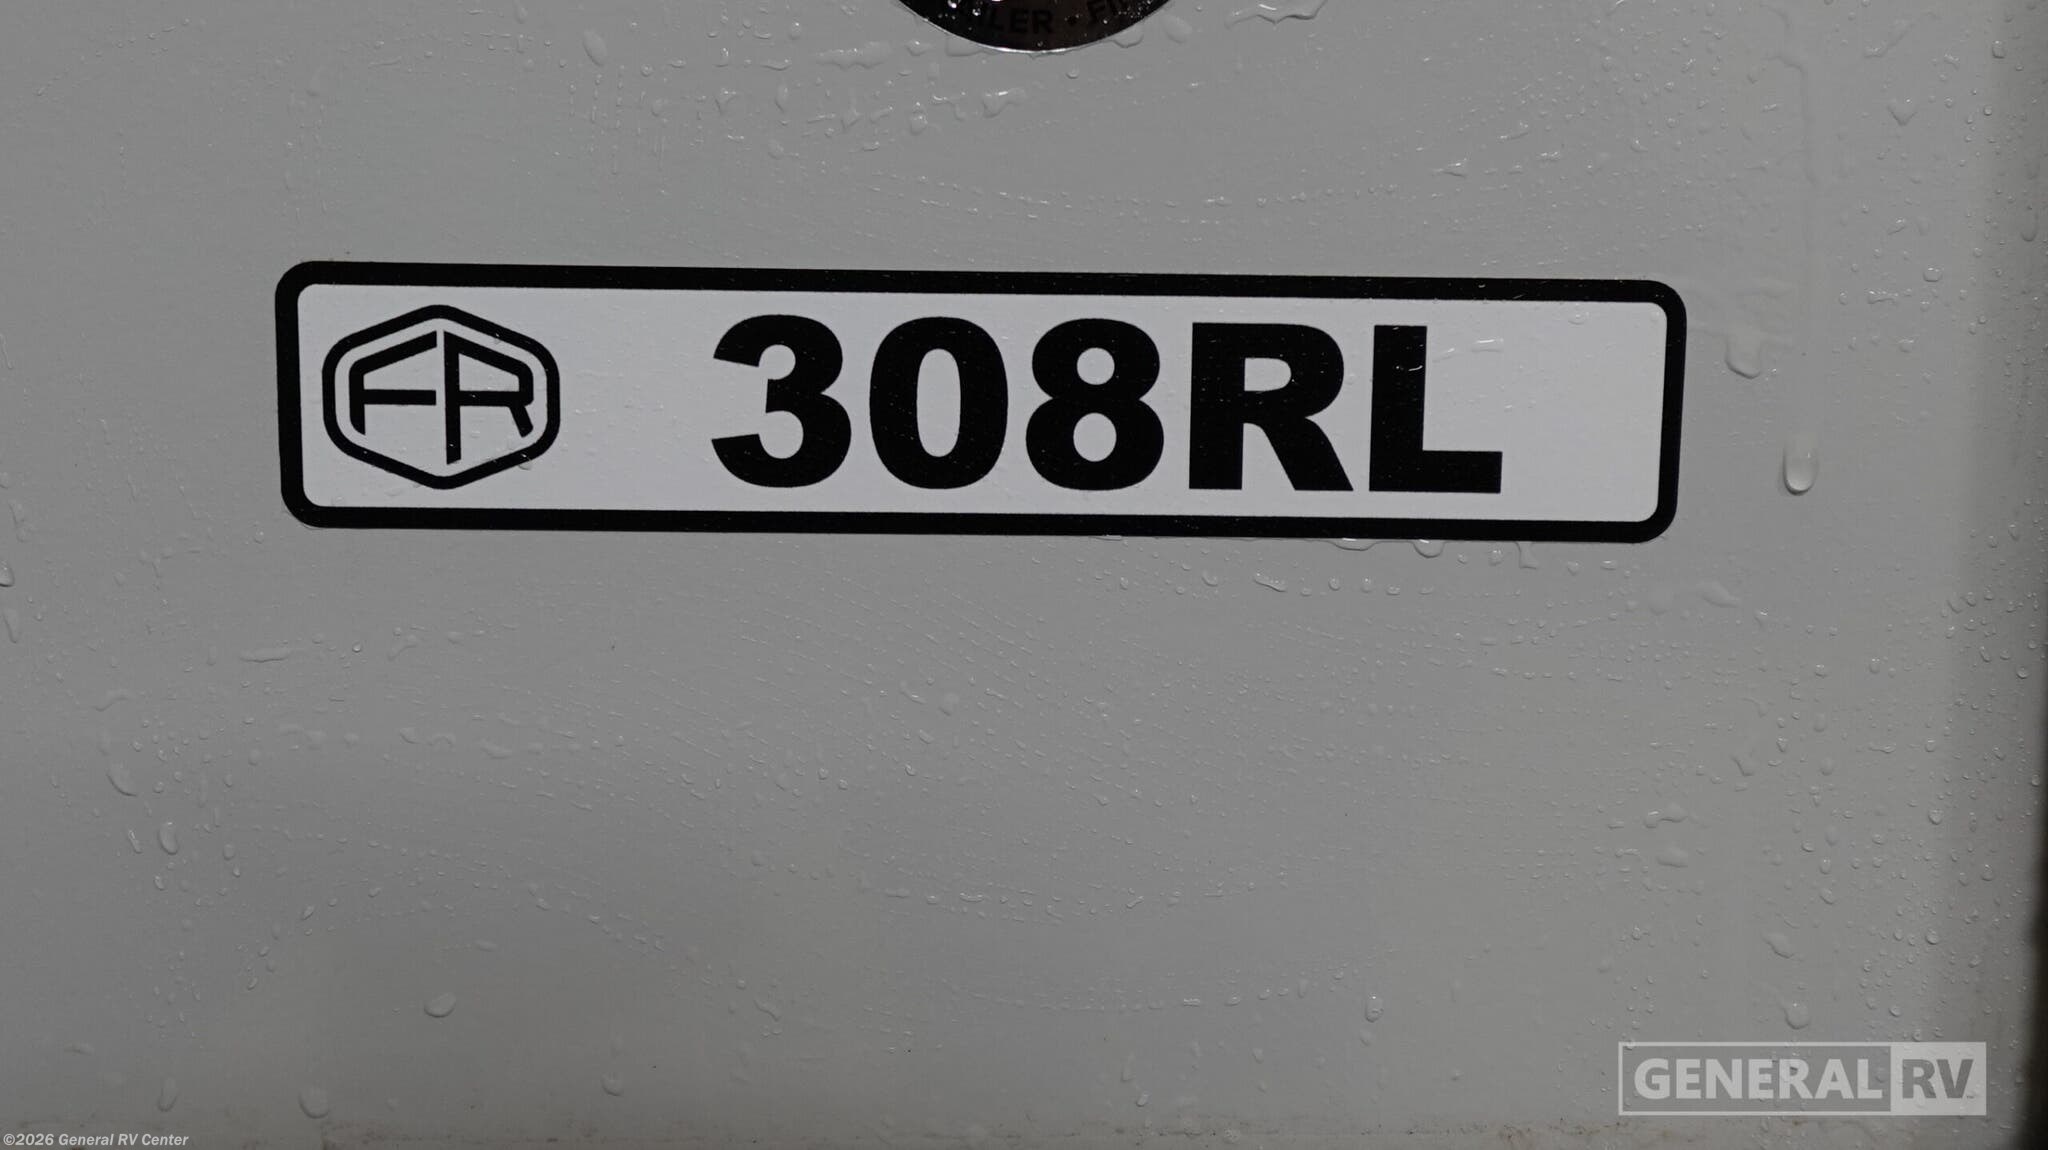 FR 308RL
GENERAL RV
©2026 General RV Center